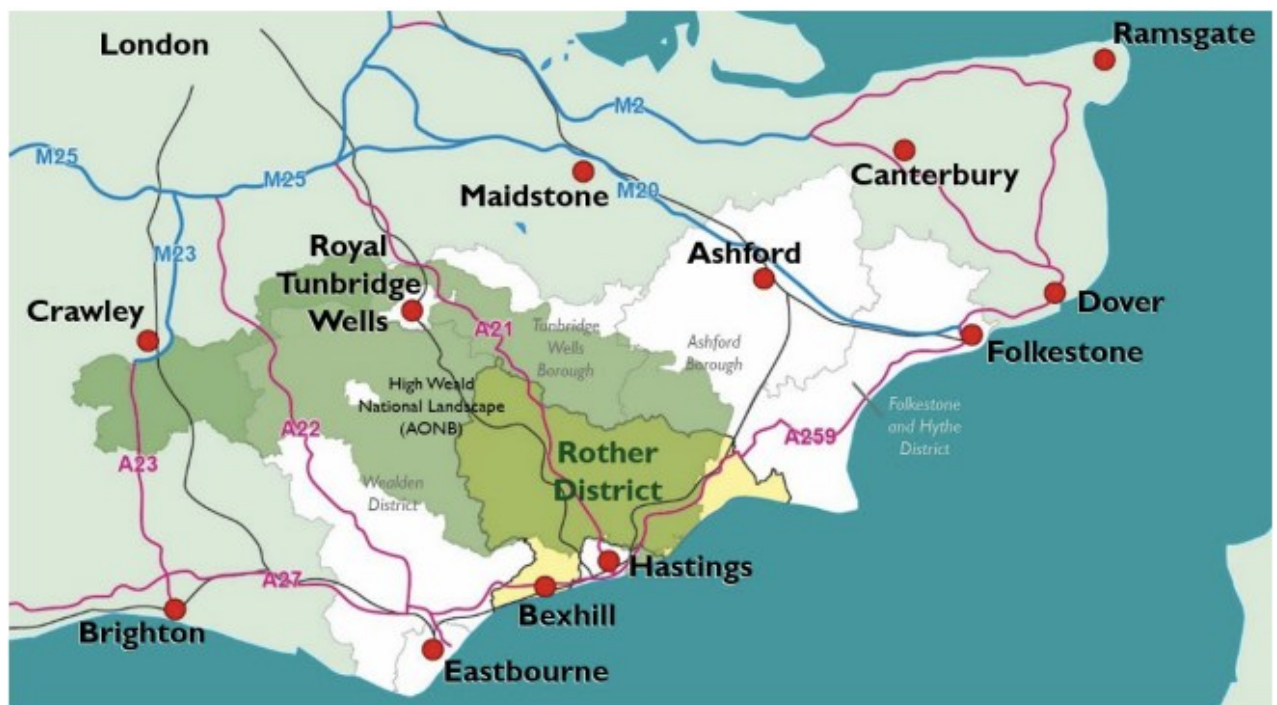 London
Ramsgate
M2
M25
M25
Canterbury
Maidstone
M20
Royal
Tunbridge
Wells
M23
Ashford
Crawley
Dover
A21
Tunbridge
Wells
Borough
Ashford
Borough
Folkestone
High Weald
National Landscape
(AONB)
Folkestone
and Hythe
District
A22
A259
A23
Rother
District
Wealden
District
Hastings
A27
Bexhill
Brighton
Eastbourne